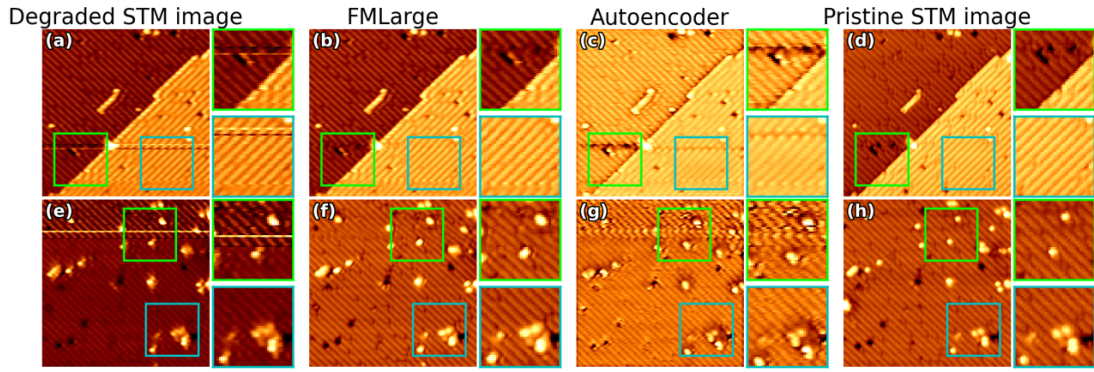 Degraded STM image FMLarge Autoencoder Pristine STM image
(a) (b) (c) (d)
(e) (f) (g) (h)